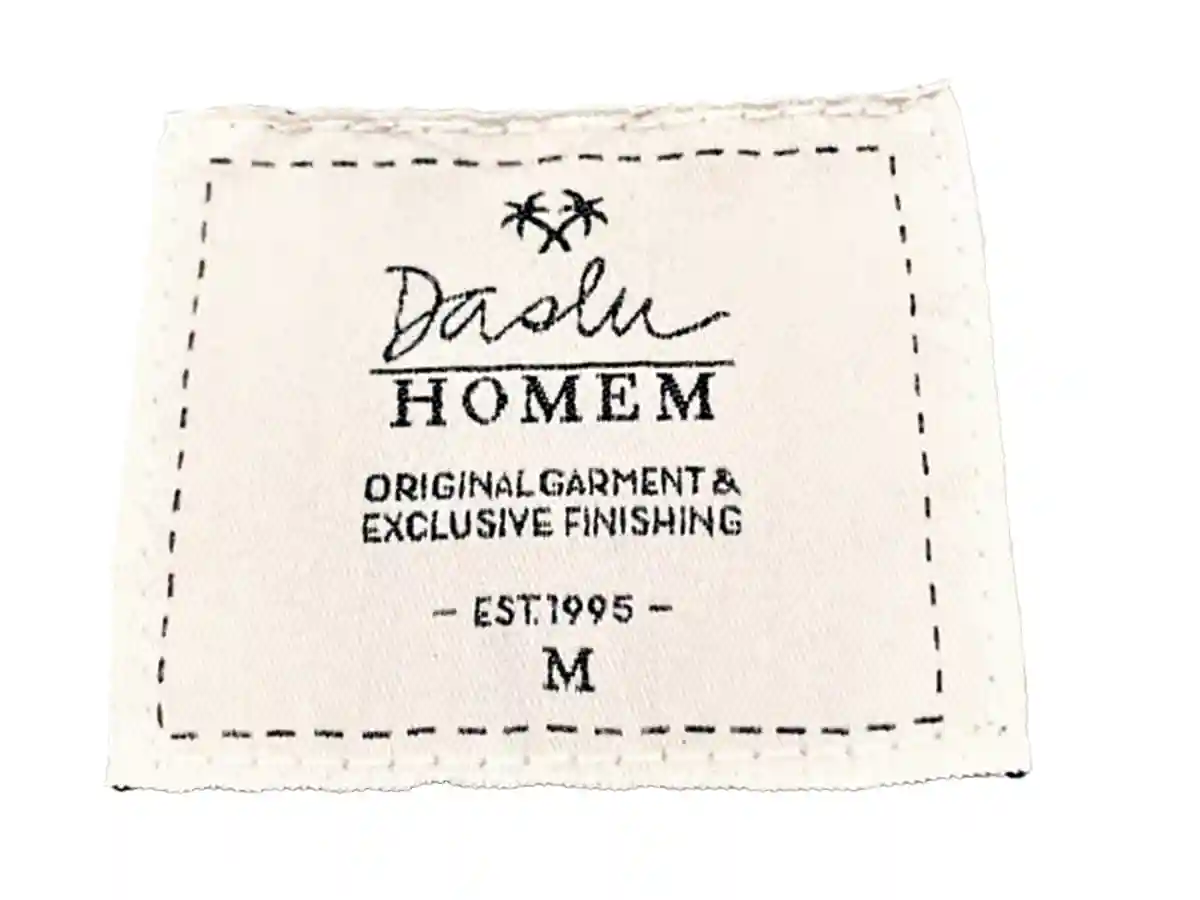 Daslu
HOMEM
ORIGINAL GARMENT &
EXCLUSIVE FINISHING
- EST.1995 -
M